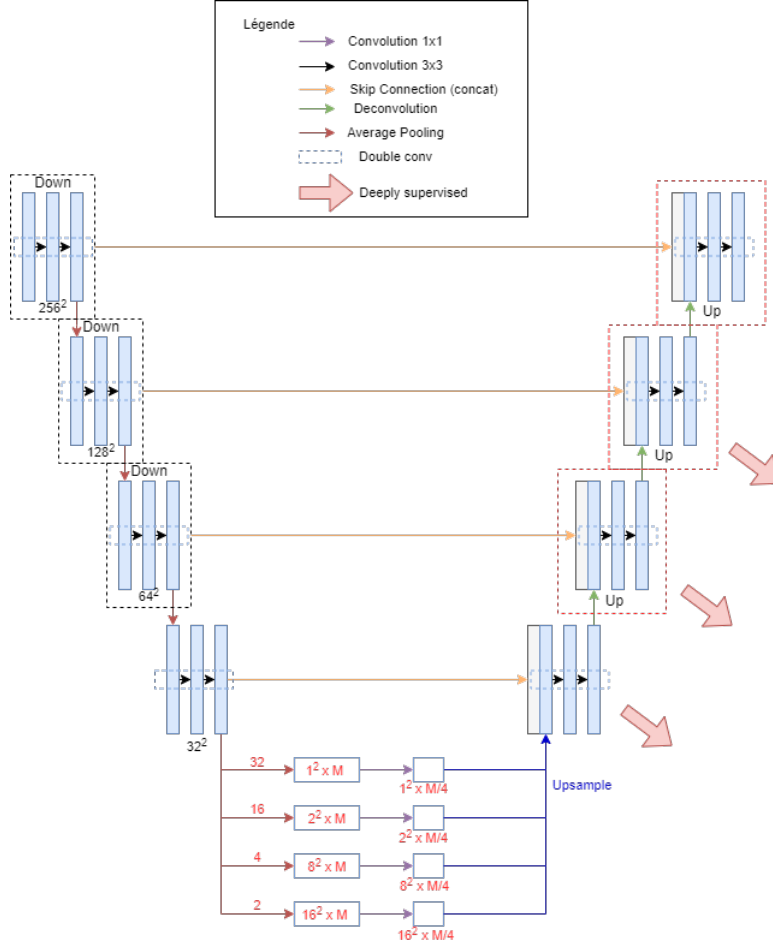 Légende
Convolution 1x1
Convolution 3x3
Skip Connection (concat)
Deconvolution
Average Pooling
Double conv
Deeply supervised
Down
256²
Up
Down
128²
Up
Down
64²
Up
32²
32
1² x M
1² x M/4
Upsample
16
2² x M
2² x M/4
4
8² x M
8² x M/4
2
16² x M
16² x M/4